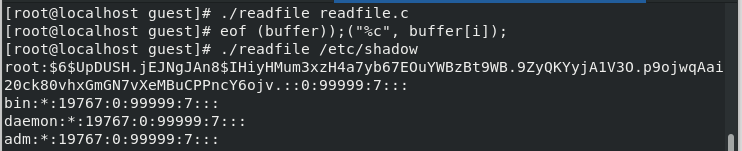 [root@localhost guest]# ./readfile readfile.c
[root@localhost guest]# eof (buffer));("%c", buffer[i]);
[root@localhost guest]# ./readfile /etc/shadow
root:$6$UpDUSH.jEJNgJAn8$IHiyHMum3xzH4a7yb67EOuYWBzBt9WB.9ZyQKYyjA1V3O.p9ojwqAai
20ck80vhxGmGN7vXeMBuCPPncY6ojv.::0:99999:7:::
bin:*:19767:0:99999:7:::
daemon:*:19767:0:99999:7:::
adm:*:19767:0:99999:7:::